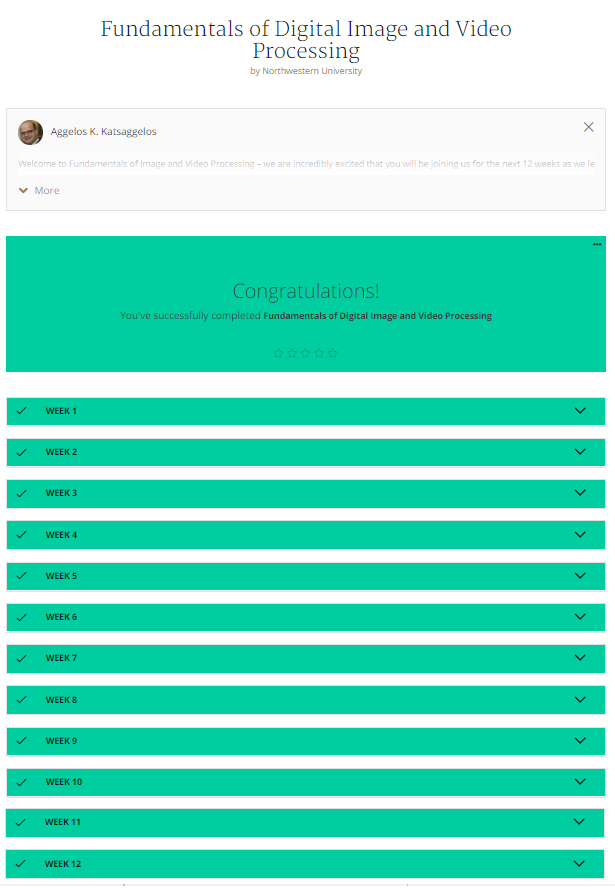 Fundamentals of Digital Image and Video
Processing
by Northwestern University
Aggelos K. Katsaggelos
Welcome to Fundamentals of Image and Video Processing – we are incredibly excited that you will be joining us for the next 12 weeks as we le
More
Congratulations!
You've successfully completed Fundamentals of Digital Image and Video Processing
WEEK 1
WEEK 2
WEEK 3
WEEK 4
WEEK 5
WEEK 6
WEEK 7
WEEK 8
WEEK 9
WEEK 10
WEEK 11
WEEK 12